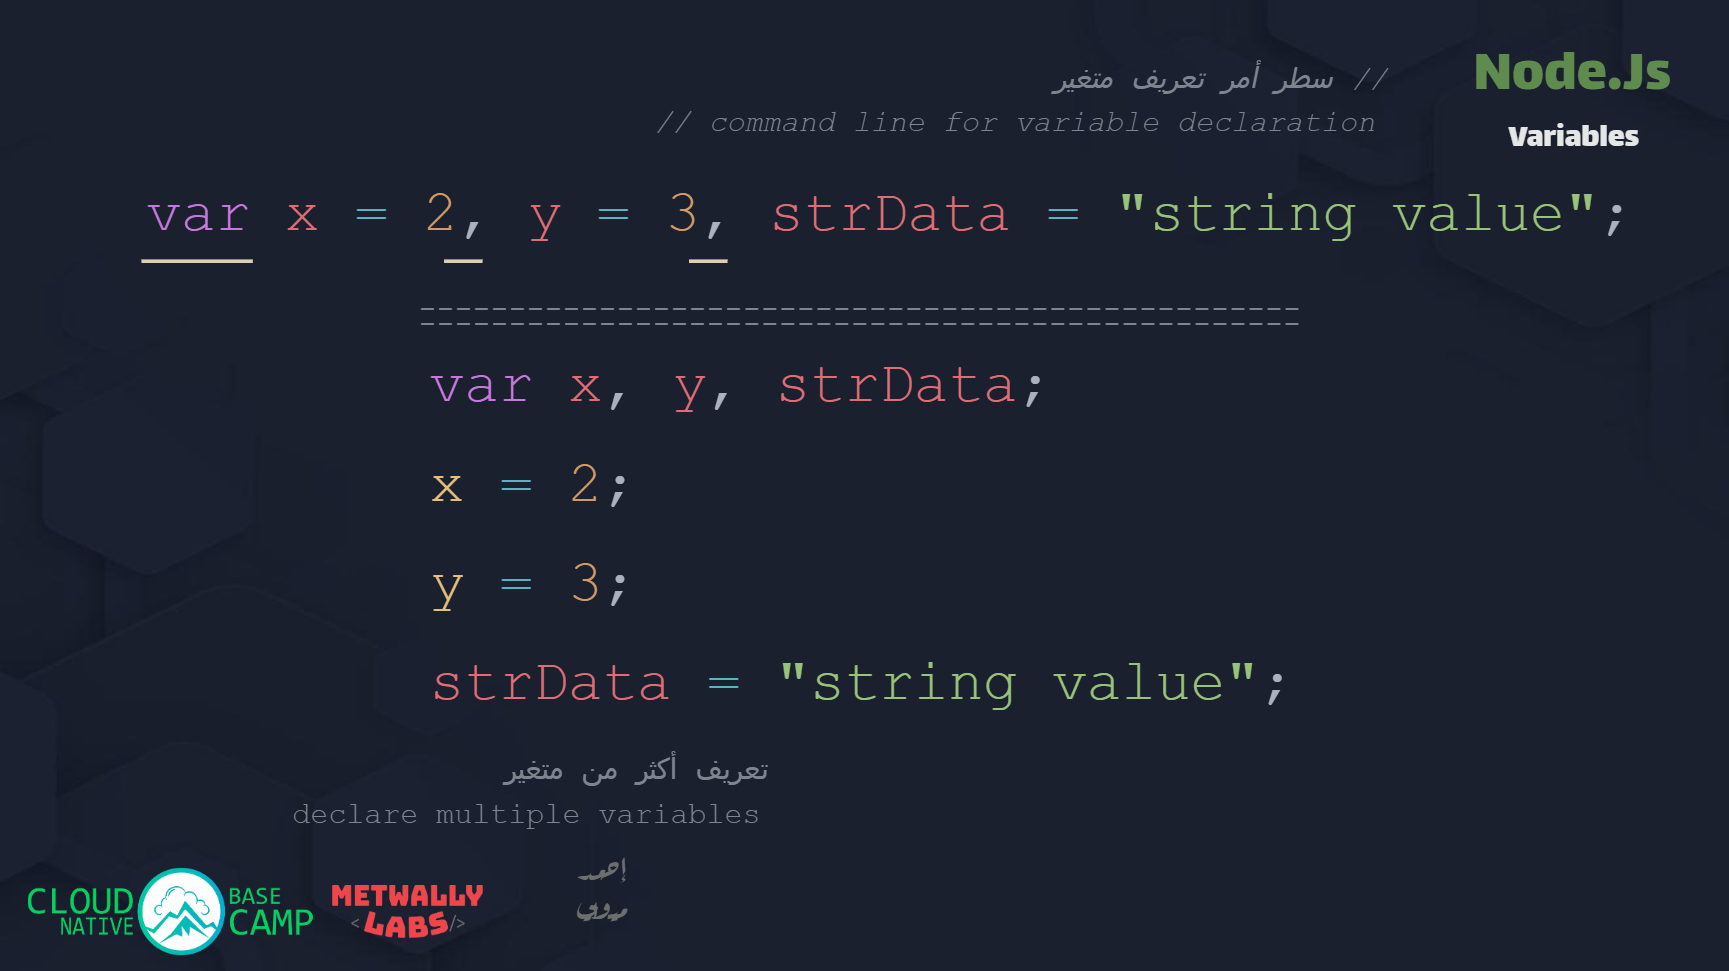 Node.Js
Variables
// سطر أمر تعريف متغير
// command line for variable declaration
var x = 2, y = 3, strData = "string value";
=================================================
var x, y, strData;
x = 2;
y = 3;
strData = "string value";
تعريف أكثر من متغير
declare multiple variables
CLOUD NATIVE
BASE CAMP
METWALLY
<LABS/>